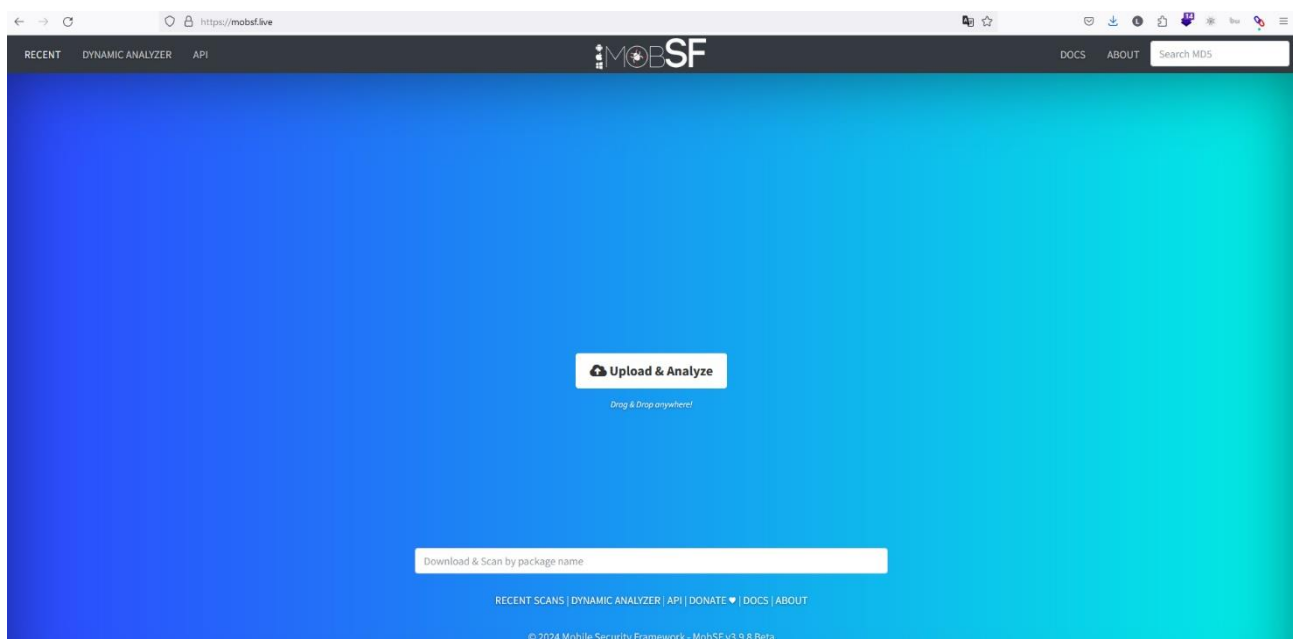 https://mobsf.live
RECENT DYNAMIC ANALYZER API MOBSF DOCS ABOUT Search MD5
Upload & Analyze
Drag & Drop anywhere!
Download & Scan by package name
RECENT SCANS | DYNAMIC ANALYZER | API | DONATE ♥ | DOCS | ABOUT
© 2024 Mobile Security Framework - MobSF v3.9.8 Beta